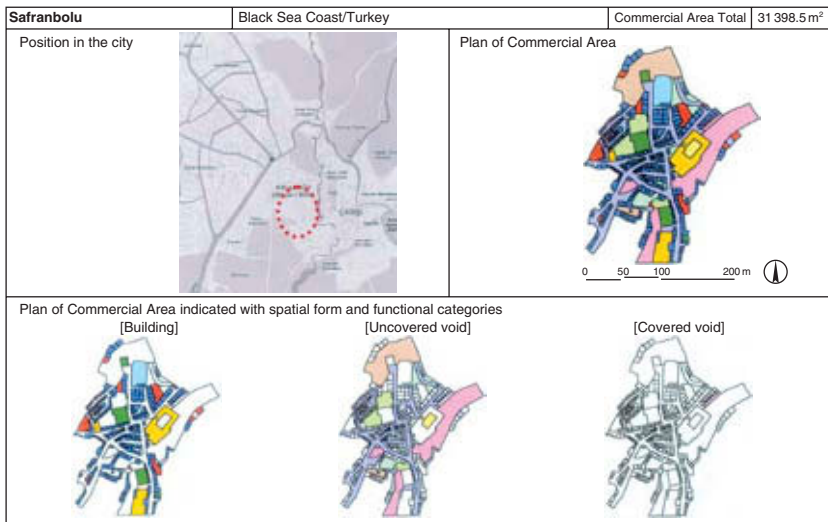 Safranbolu
Black Sea Coast/Turkey
Commercial Area Total
31 398.5 m²
Position in the city
Plan of Commercial Area
0 50 100 200 m
Plan of Commercial Area indicated with spatial form and functional categories
[Building]
[Uncovered void]
[Covered void]